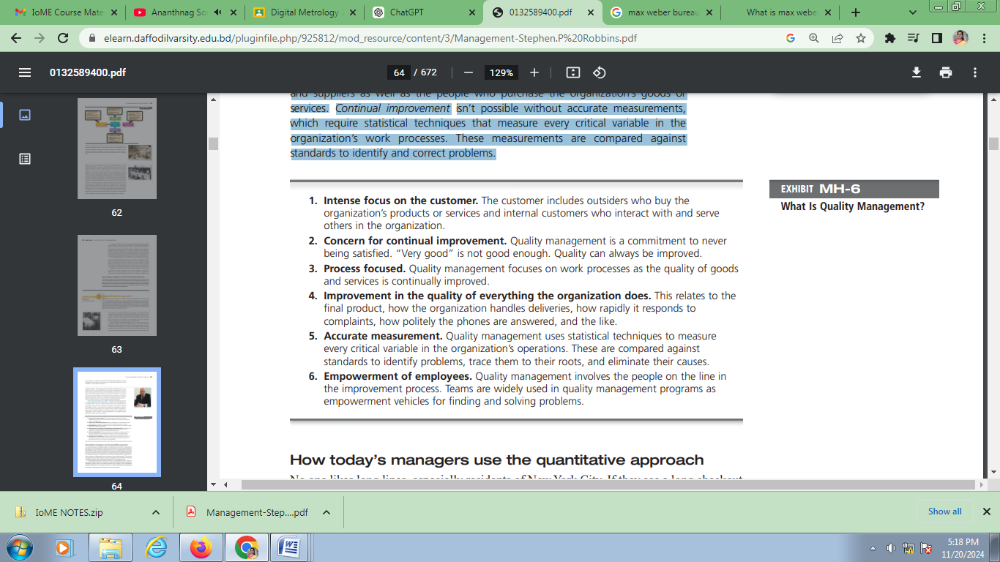 IoME Course Mate
Ananthnag So
Digital Metrology
ChatGPT
0132589400.pdf
max weber bureau
What is max webe
elearn.daffodilvarsity.edu.bd/pluginfile.php/925812/mod_resource/content/3/Management-Stephen.P%20Robbins.pdf
0132589400.pdf
64 / 672
129%
62
63
64
and suppliers as well as the people who purchase the organization's goods or
services. Continual improvement isn't possible without accurate measurements,
which require statistical techniques that measure every critical variable in the
organization's work processes. These measurements are compared against
standards to identify and correct problems.
1. Intense focus on the customer. The customer includes outsiders who buy the
organization's products or services and internal customers who interact with and serve
others in the organization.
2. Concern for continual improvement. Quality management is a commitment to never
being satisfied. “Very good” is not good enough. Quality can always be improved.
3. Process focused. Quality management focuses on work processes as the quality of goods
and services is continually improved.
4. Improvement in the quality of everything the organization does. This relates to the
final product, how the organization handles deliveries, how rapidly it responds to
complaints, how politely the phones are answered, and the like.
5. Accurate measurement. Quality management uses statistical techniques to measure
every critical variable in the organization's operations. These are compared against
standards to identify problems, trace them to their roots, and eliminate their causes.
6. Empowerment of employees. Quality management involves the people on the line in
the improvement process. Teams are widely used in quality management programs as
empowerment vehicles for finding and solving problems.
EXHIBIT MH-6
What Is Quality Management?
How today's managers use the quantitative approach
No one likes long lines, especially residents of New York City. If they see a long checkout
IoME NOTES.zip
Management-Step....pdf
Show all
5:18 PM
11/20/2024